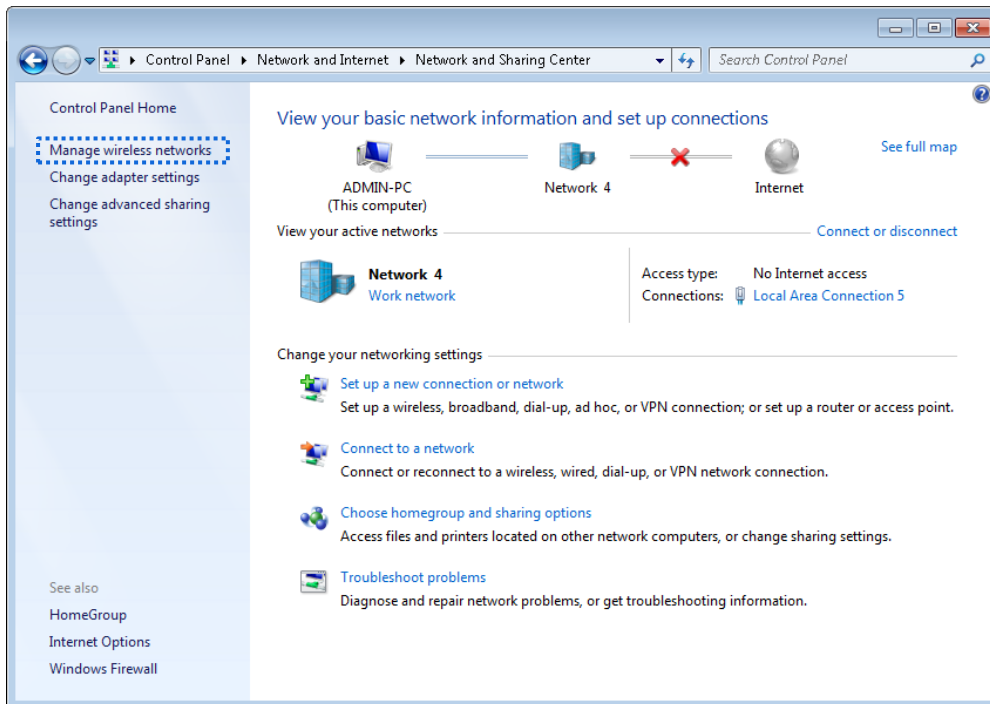 Control Panel ▸ Network and Internet ▸ Network and Sharing Center
Search Control Panel
Control Panel Home
Manage wireless networks
Change adapter settings
Change advanced sharing
settings
See also
HomeGroup
Internet Options
Windows Firewall
View your basic network information and set up connections
See full map
ADMIN-PC
(This computer)
Network 4
Internet
View your active networks
Connect or disconnect
Network 4
Work network
Access type: No Internet access
Connections: Local Area Connection 5
Change your networking settings
Set up a new connection or network
Set up a wireless, broadband, dial-up, ad hoc, or VPN connection; or set up a router or access point.
Connect to a network
Connect or reconnect to a wireless, wired, dial-up, or VPN network connection.
Choose homegroup and sharing options
Access files and printers located on other network computers, or change sharing settings.
Troubleshoot problems
Diagnose and repair network problems, or get troubleshooting information.